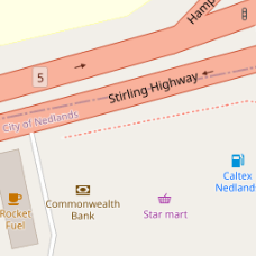 Hamp
5
Stirling Highway
City of Nedlands
Caltex
Nedlands
Commonwealth
Bank
Star mart
Rocket
Fuel